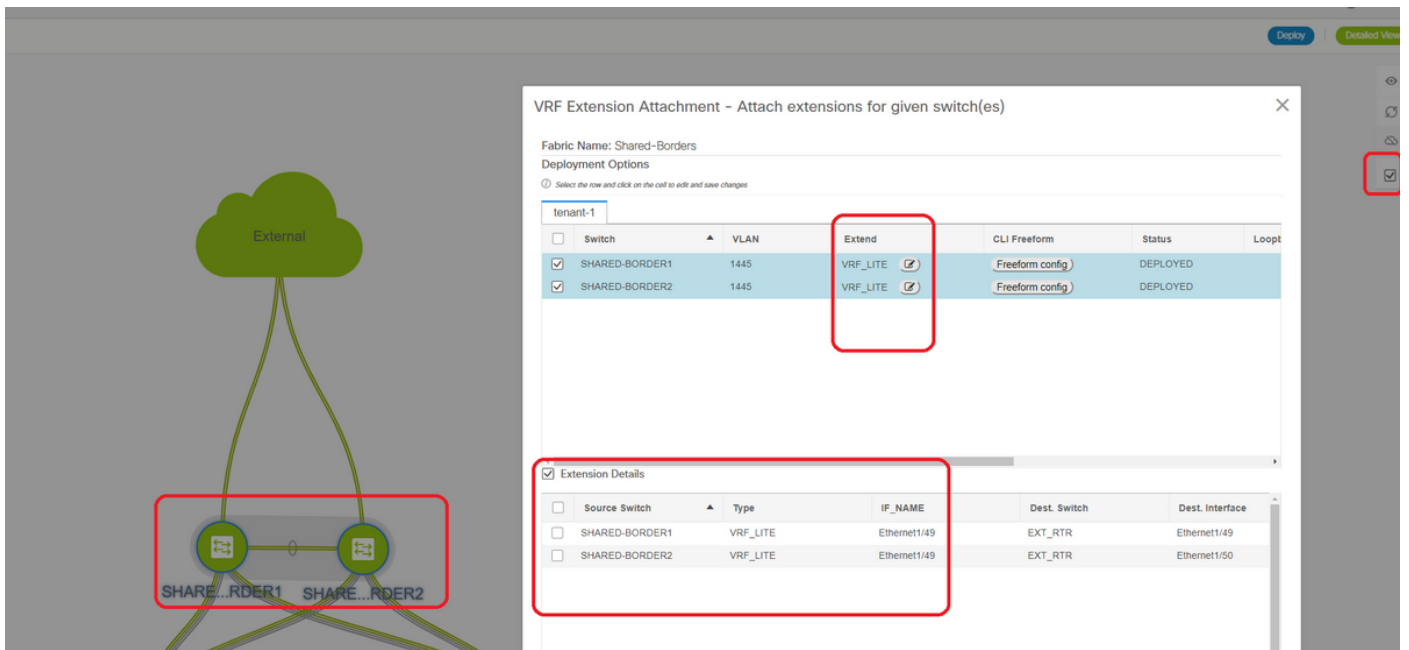 Deploy
Detailed View
VRF Extension Attachment - Attach extensions for given switch(es)
Fabric Name: Shared-Borders
Deployment Options
Select the row and click on the cell to edit and save changes
tenant-1
Switch VLAN Extend CLI Freeform Status Loopb
SHARED-BORDER1 1445 VRF_LITE Freeform config DEPLOYED
SHARED-BORDER2 1445 VRF_LITE Freeform config DEPLOYED
External
Extension Details
Source Switch Type IF_NAME Dest. Switch Dest. Interface
SHARED-BORDER1 VRF_LITE Ethernet1/49 EXT_RTR Ethernet1/49
SHARED-BORDER2 VRF_LITE Ethernet1/49 EXT_RTR Ethernet1/50
SHARE...RDER1 SHARE...RDER2